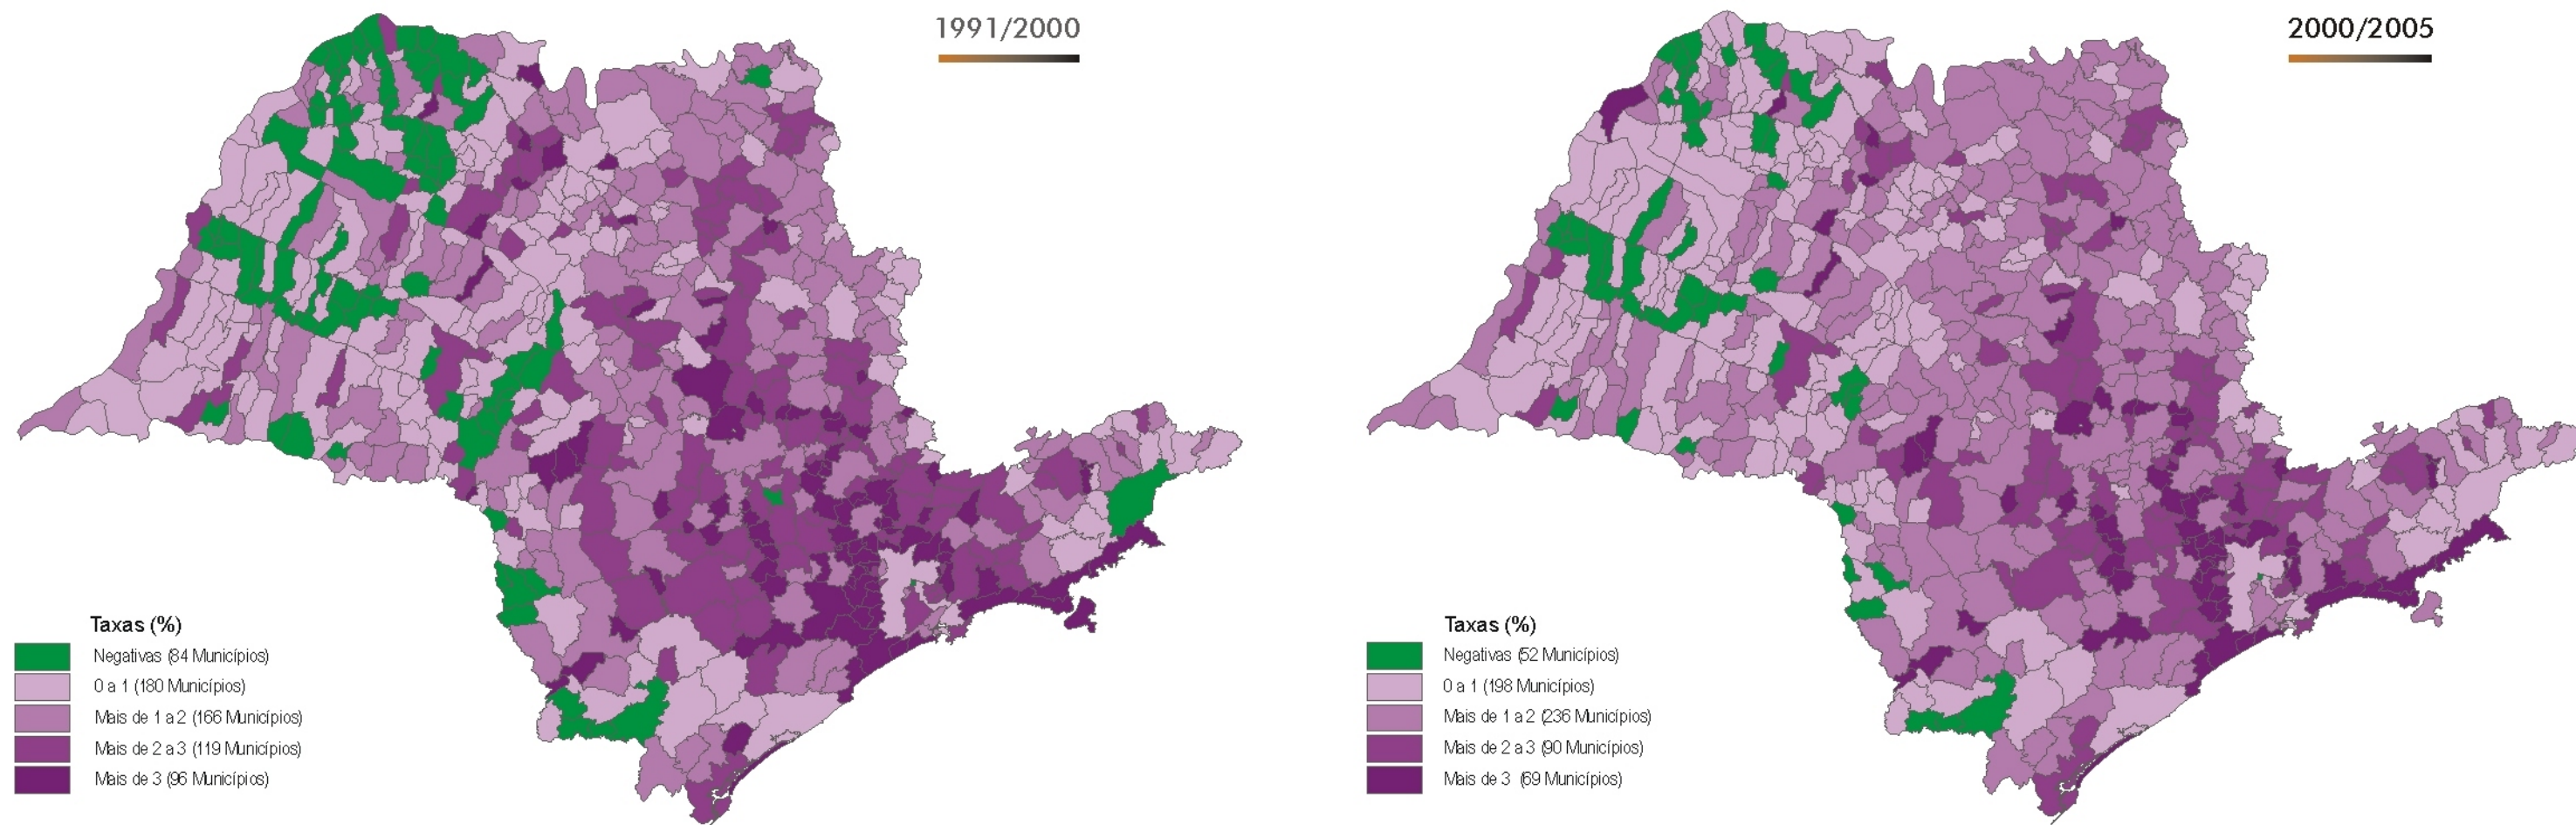 1991/2000
Taxas (%)
Negativas (84 Municípios)
0 a 1 (180 Municípios)
Mais de 1 a 2 (166 Municípios)
Mais de 2 a 3 (119 Municípios)
Mais de 3 (96 Municípios)
2000/2005
Taxas (%)
Negativas (52 Municípios)
0 a 1 (198 Municípios)
Mais de 1 a 2 (236 Municípios)
Mais de 2 a 3 (90 Municípios)
Mais de 3 (69 Municípios)